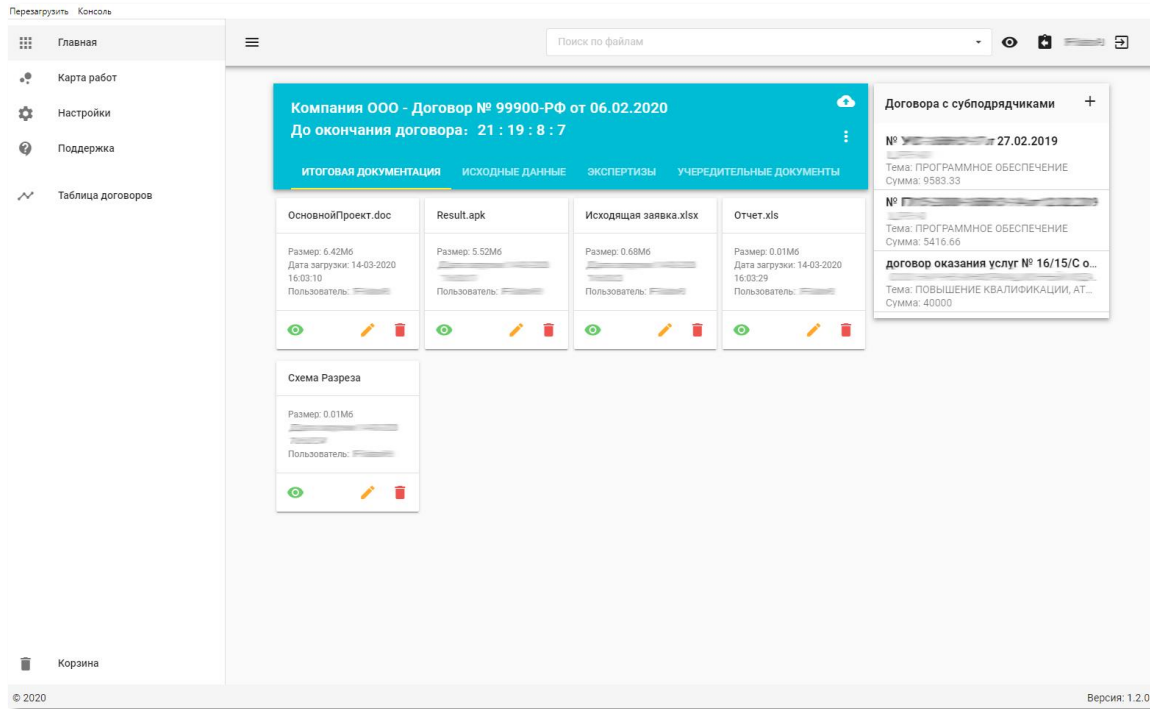 Перезагрузить Консоль
Главная
Поиск по файлам
Карта работ
Настройки
Поддержка
Таблица договоров
Компания ООО - Договор № 99900-РФ от 06.02.2020
До окончания договора: 21 : 19 : 8 : 7
ИТОГОВАЯ ДОКУМЕНТАЦИЯ ИСХОДНЫЕ ДАННЫЕ ЭКСПЕРТИЗЫ УЧЕРЕДИТЕЛЬНЫЕ ДОКУМЕНТЫ
Договора с субподрядчиками +
№ 27.02.2019
Тема: ПРОГРАММНОЕ ОБЕСПЕЧЕНИЕ
Сумма: 9583.33
№
Тема: ПРОГРАММНОЕ ОБЕСПЕЧЕНИЕ
Сумма: 5416.66
договор оказания услуг № 16/15/С о...
Тема: ПОВЫШЕНИЕ КВАЛИФИКАЦИИ, АТ...
Сумма: 40000
ОсновнойПроект.doc
Размер: 6.42Мб
Дата загрузки: 14-03-2020
16:03:10
Пользователь:
Result.apk
Размер: 5.52Мб
Пользователь:
Исходящая заявка.xlsx
Размер: 0.68Мб
Пользователь:
Отчет.xls
Размер: 0.01Мб
Дата загрузки: 14-03-2020
16:03:29
Пользователь:
Схема Разреза
Размер: 0.01Мб
Пользователь:
Корзина
© 2020
Версия: 1.2.0